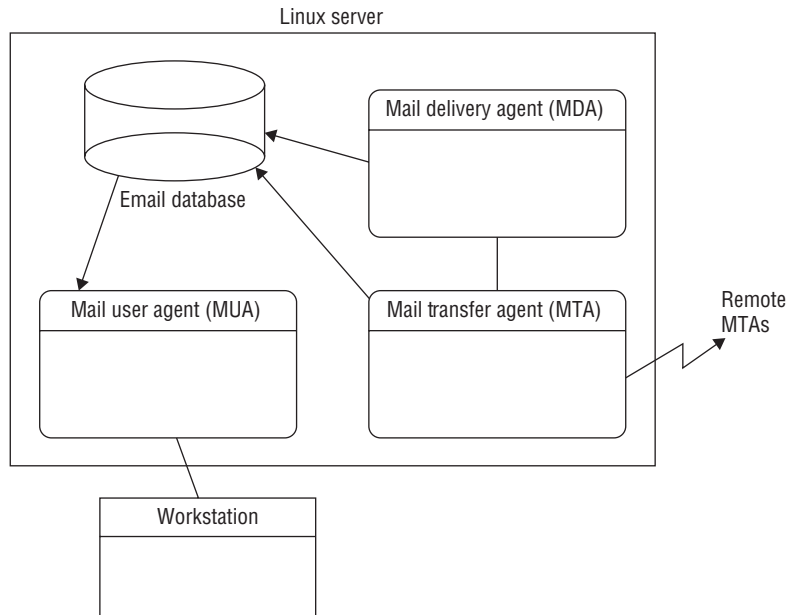 Linux server
Mail delivery agent (MDA)
Email database
Mail user agent (MUA)
Mail transfer agent (MTA)
Remote
MTAs
Workstation